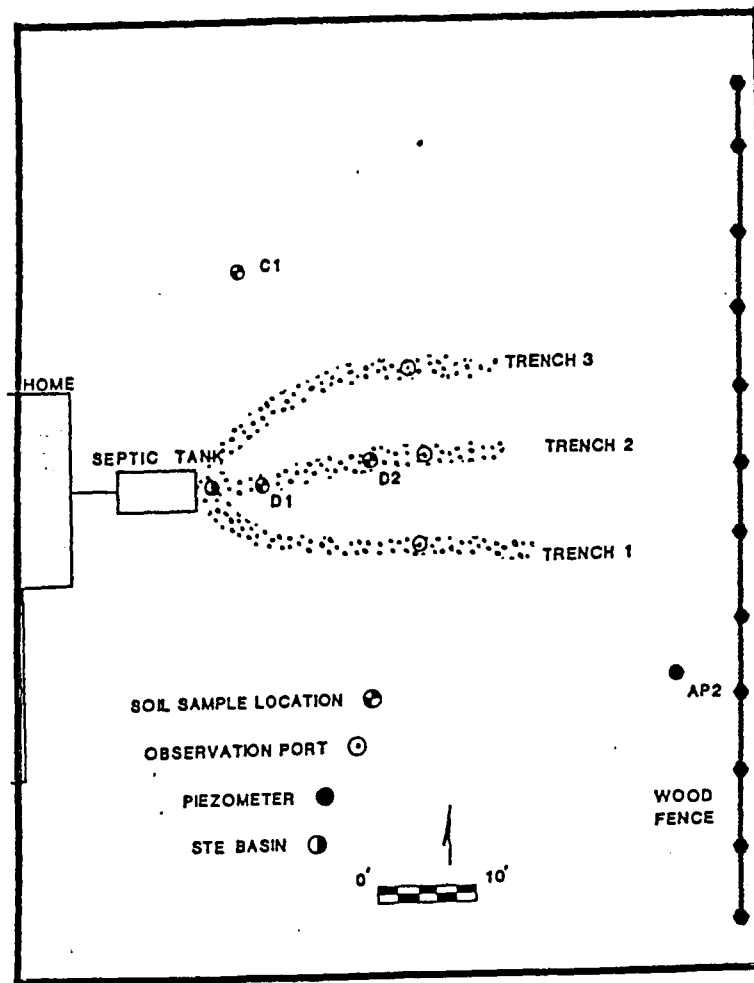 C1
TRENCH 3
HOME
SEPTIC TANK
TRENCH 2
D2
D1
TRENCH 1
AP2
SOIL SAMPLE LOCATION
OBSERVATION PORT
PIEZOMETER
STE BASIN
WOOD
FENCE
0' 10'